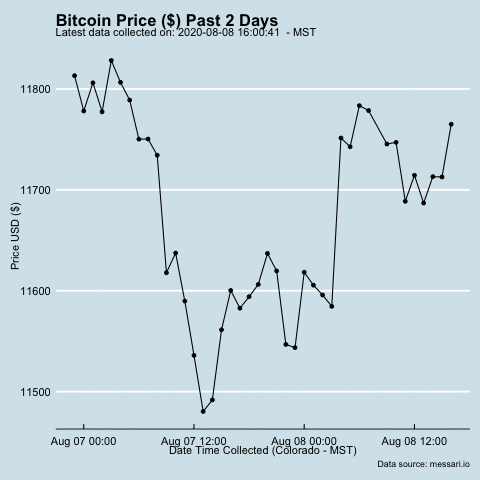 Bitcoin Price ($) Past 2 Days
Latest data collected on: 2020-08-08 16:00:41  - MST
11800
11700
11600
11500
Price USD ($)
Aug 07 00:00 Aug 07 12:00 Aug 08 00:00 Aug 08 12:00
Date Time Collected (Colorado - MST)
Data source: messari.io